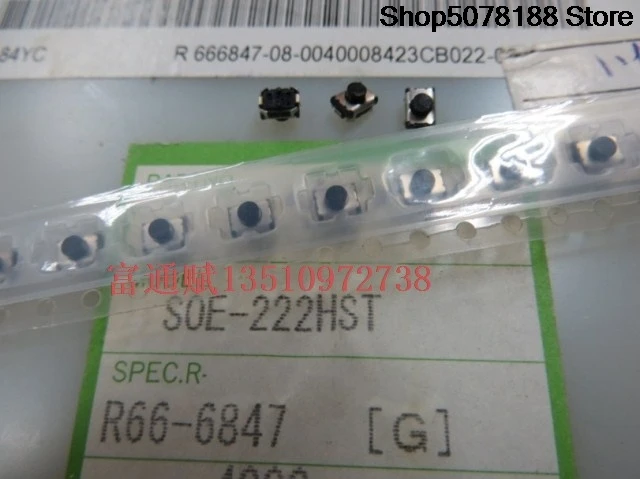 Shop5078188 Store
84YC R 666847-08-0040008423CB022-02
富通赋13510972738
SOE-222HST
SPEC.R-
R66-6847 [G]